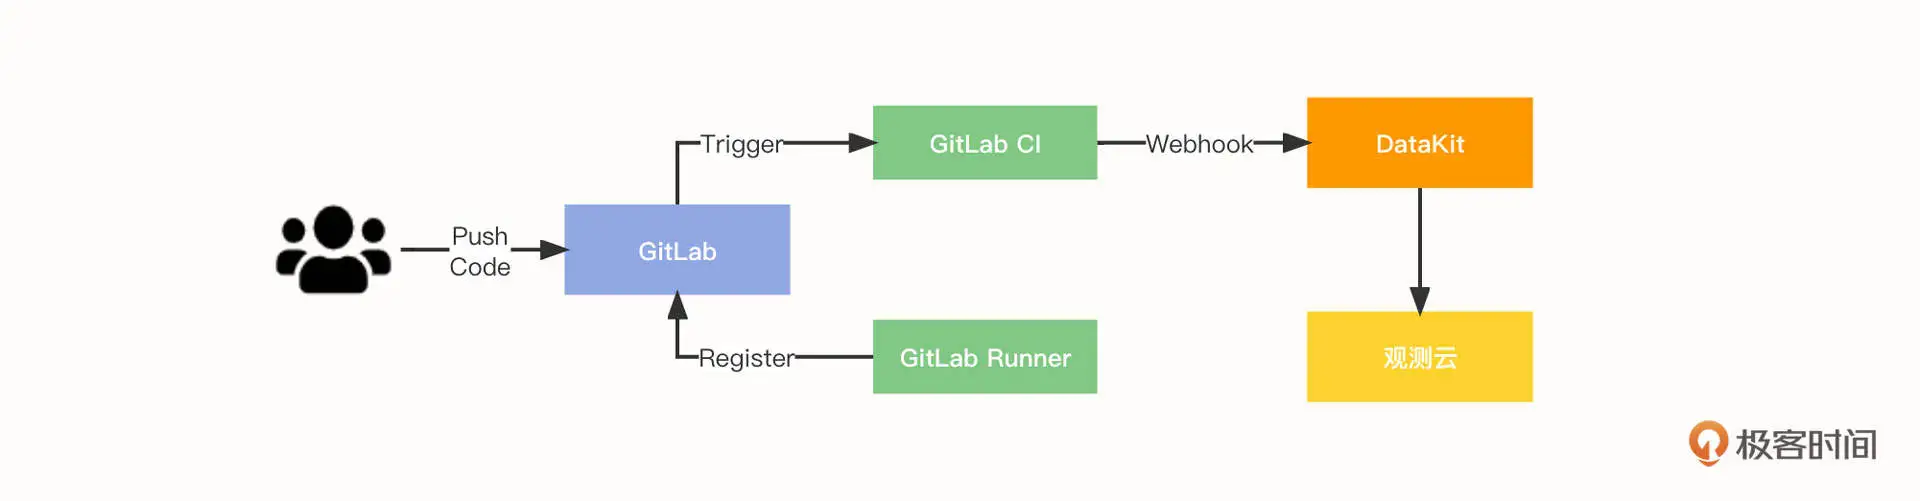 Trigger
GitLab CI
Webhook
DataKit
Push
Code
GitLab
Register
GitLab Runner
观测云
极客时间